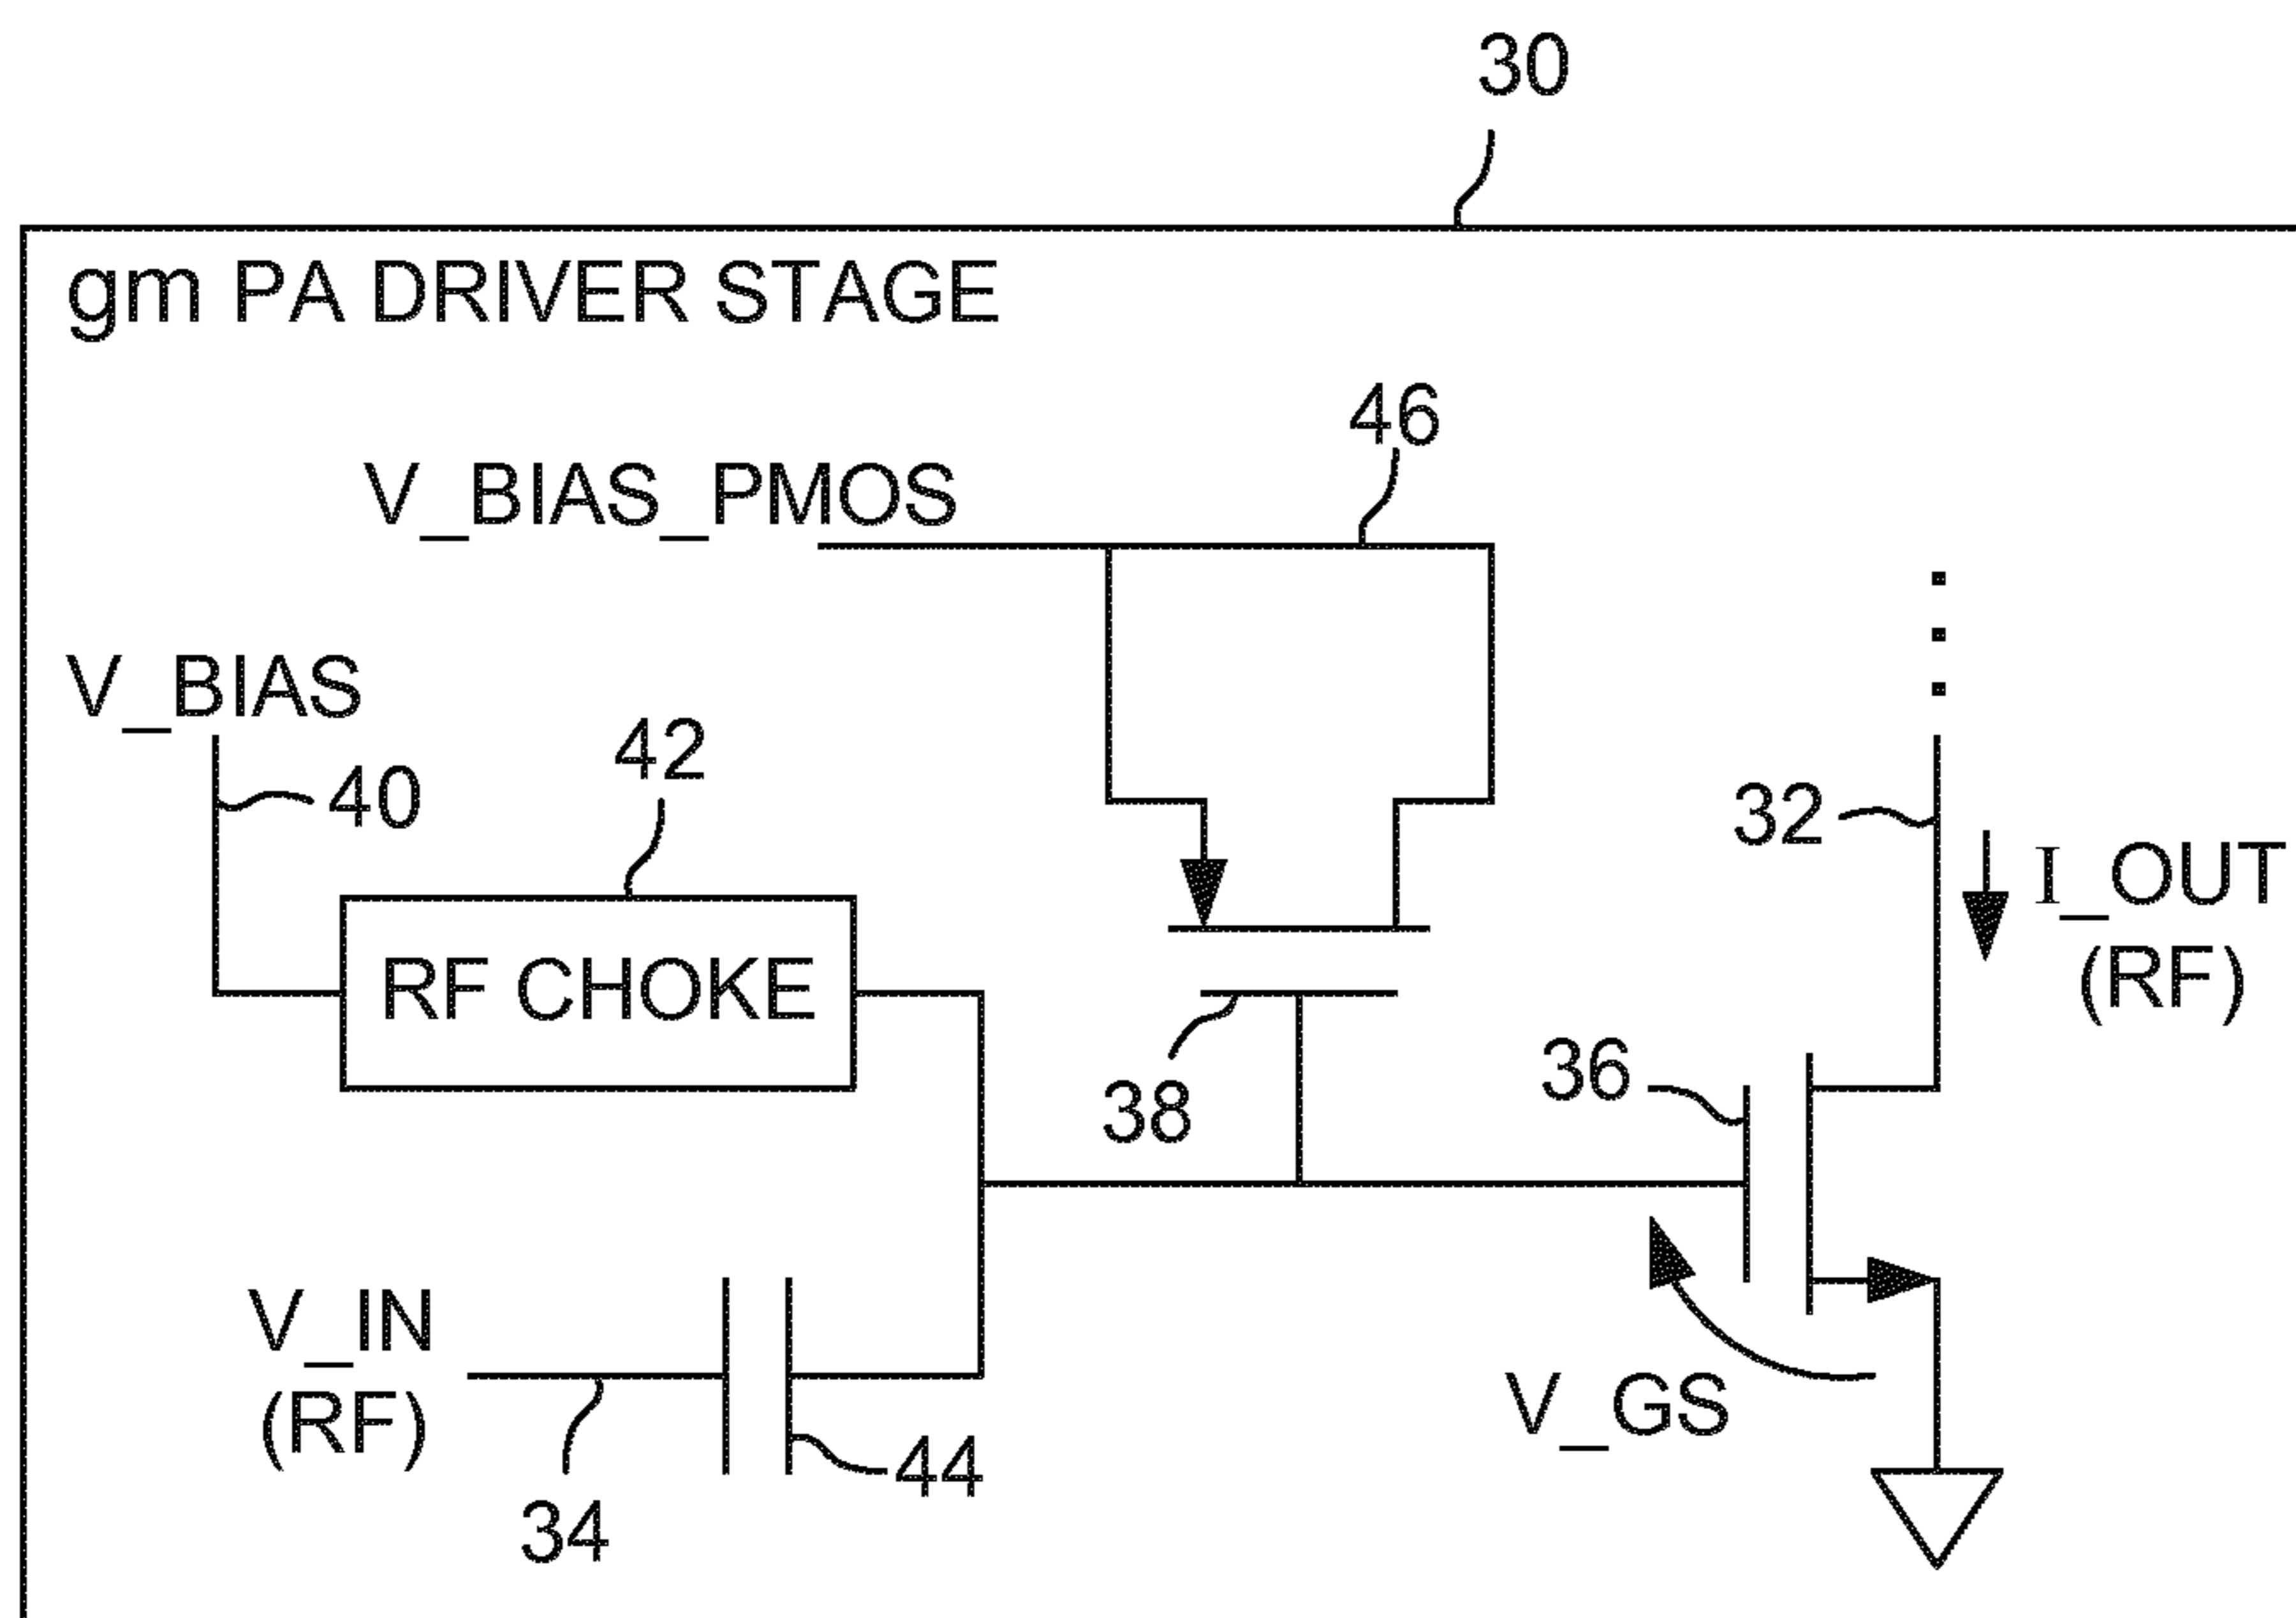 30
gm PA DRIVER STAGE
46
V_BIAS_PMOS
V_BIAS
42
40
32
I_OUT
(RF)
RF CHOKE
36
38
V_IN
(RF)
V_GS
44
34